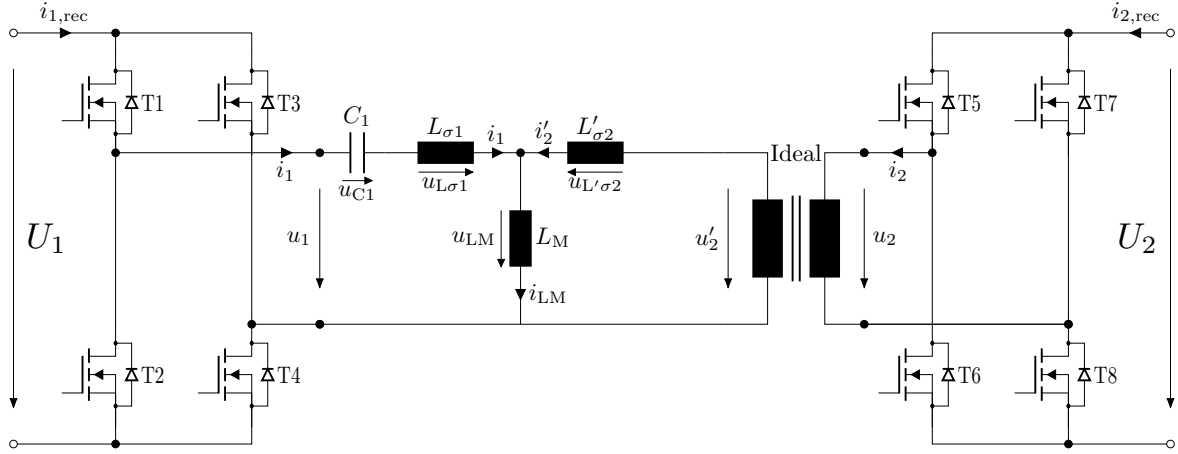 i1,rec
i2,rec
T1
T3
T5
T7
C1
Lσ1
i1
i′2
L′σ2
Ideal
i1
uC1
uLσ1
uL′σ2
i2
U1
u1
uLM
LM
u′2
u2
U2
iLM
T2
T4
T6
T8